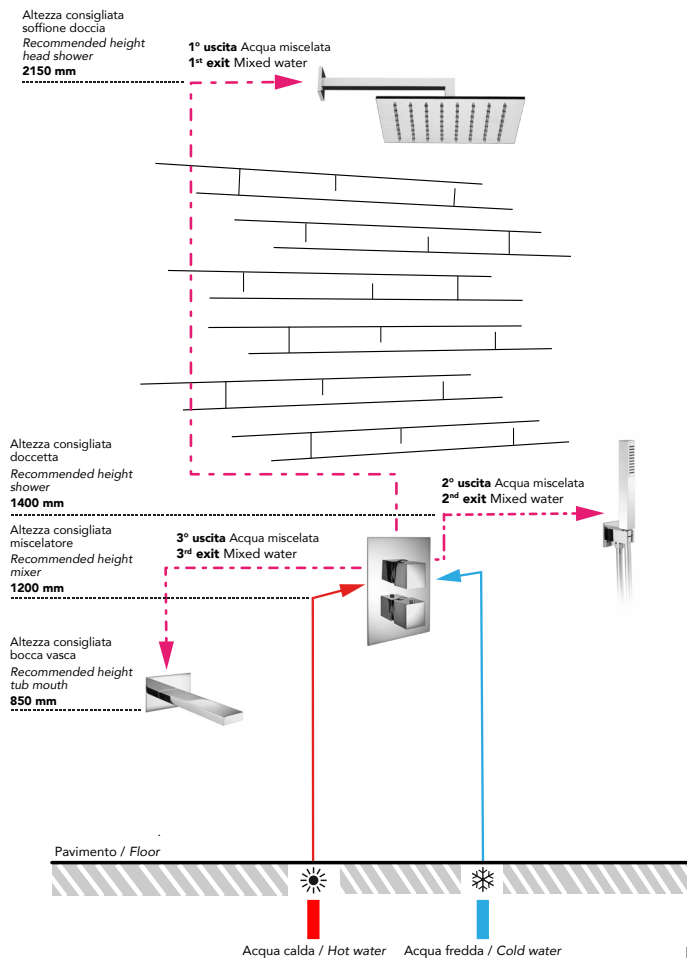 Altezza consigliata
soffione doccia
Recommended height
head shower
2150 mm
1° uscita Acqua miscelata
1st exit Mixed water
Altezza consigliata
doccetta
Recommended height
shower
1400 mm
2° uscita Acqua miscelata
2nd exit Mixed water
Altezza consigliata
miscelatore
Recommended height
mixer
1200 mm
3° uscita Acqua miscelata
3rd exit Mixed water
Altezza consigliata
bocca vasca
Recommended height
tub mouth
850 mm
Pavimento / Floor
Acqua calda / Hot water
Acqua fredda / Cold water